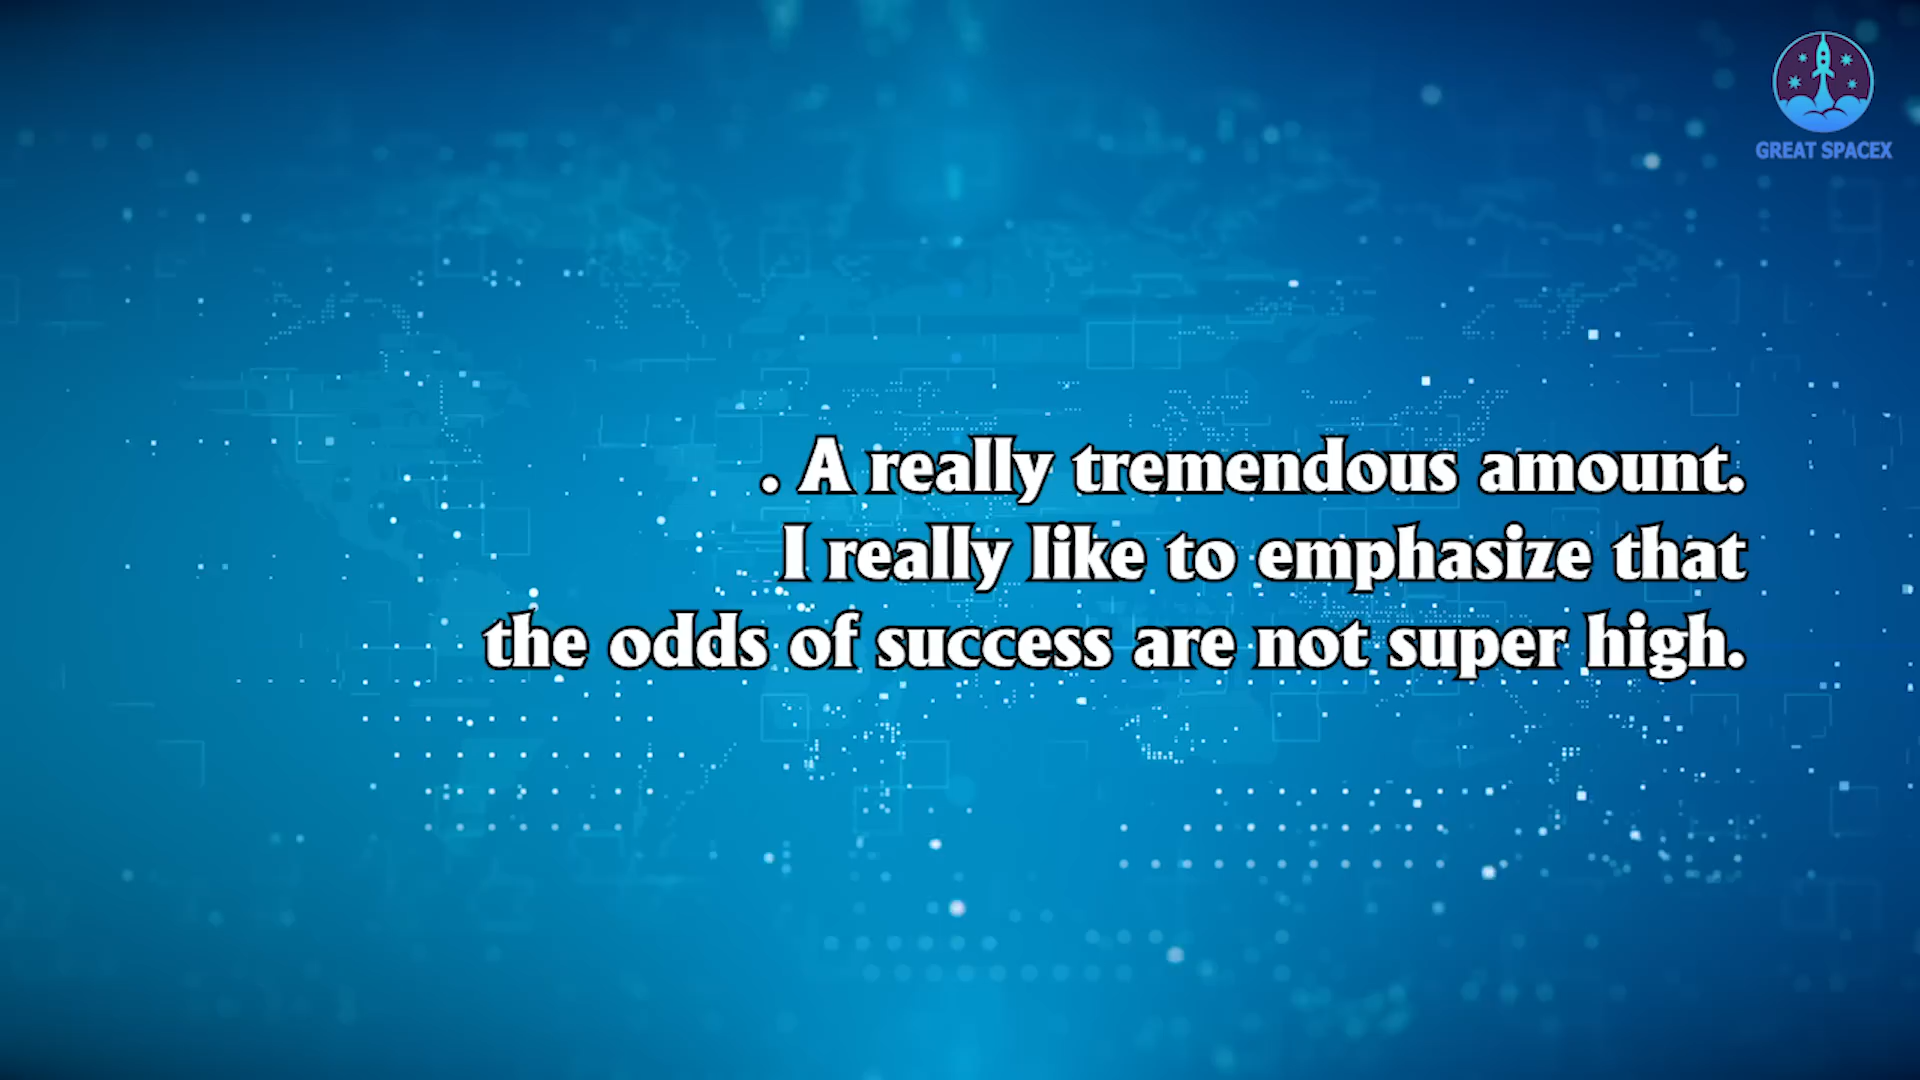 GREAT SPACEX
. A really tremendous amount.
I really like to emphasize that
the odds of success are not super high.